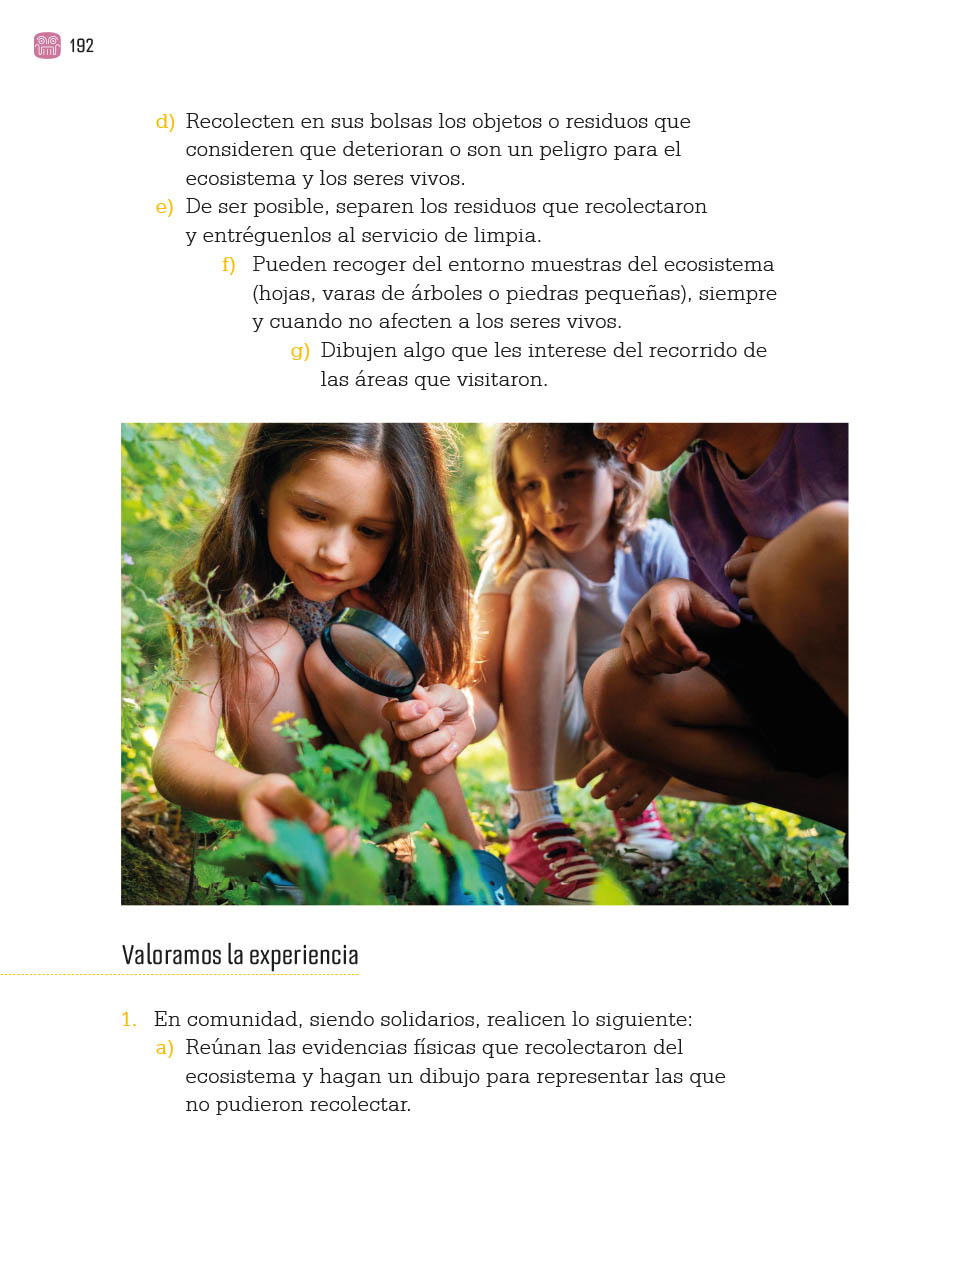 192
d) Recolecten en sus bolsas los objetos o residuos que
consideren que deterioran o son un peligro para el
ecosistema y los seres vivos.
e) De ser posible, separen los residuos que recolectaron
y entréguenlos al servicio de limpia.
f) Pueden recoger del entorno muestras del ecosistema
(hojas, varas de árboles o piedras pequeñas), siempre
y cuando no afecten a los seres vivos.
g) Dibujen algo que les interese del recorrido de
las áreas que visitaron.
Valoramos la experiencia
1. En comunidad, siendo solidarios, realicen lo siguiente:
a) Reúnan las evidencias físicas que recolectaron del
ecosistema y hagan un dibujo para representar las que
no pudieron recolectar.